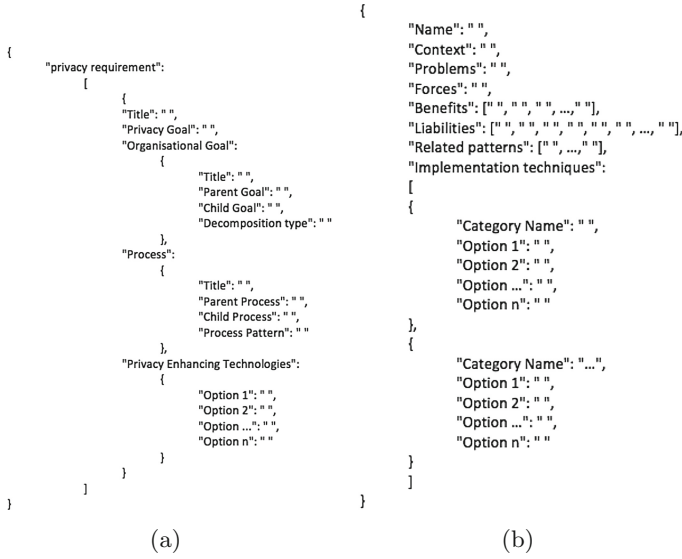 {
"privacy requirement":
[
{
"Title": " ",
"Privacy Goal": " ",
"Organisational Goal":
{
"Title": " ",
"Parent Goal": " ",
"Child Goal": " ",
"Decomposition type": " "
},
"Process":
{
"Title": " ",
"Parent Process": " ",
"Child Process": " ",
"Process Pattern": " "
},
"Privacy Enhancing Technologies":
{
"Option 1": " ",
"Option 2": " ",
"Option ...": " ",
"Option n": " "
}
}
]
}
(a)
{
"Name": " ",
"Context": " ",
"Problems": " ",
"Forces": " ",
"Benefits": [" ", " ", " ", ...," "],
"Liabilities": [" ", " ", " ", " ", " ", " ", ..., " "],
"Related patterns": [" ", ...," "],
"Implementation techniques":
[
{
"Category Name": " ",
"Option 1": " ",
"Option 2": " ",
"Option ...": " ",
"Option n": " "
},
{
"Category Name": "...",
"Option 1": " ",
"Option 2": " ",
"Option ...": " ",
"Option n": " "
}
]
}
(b)